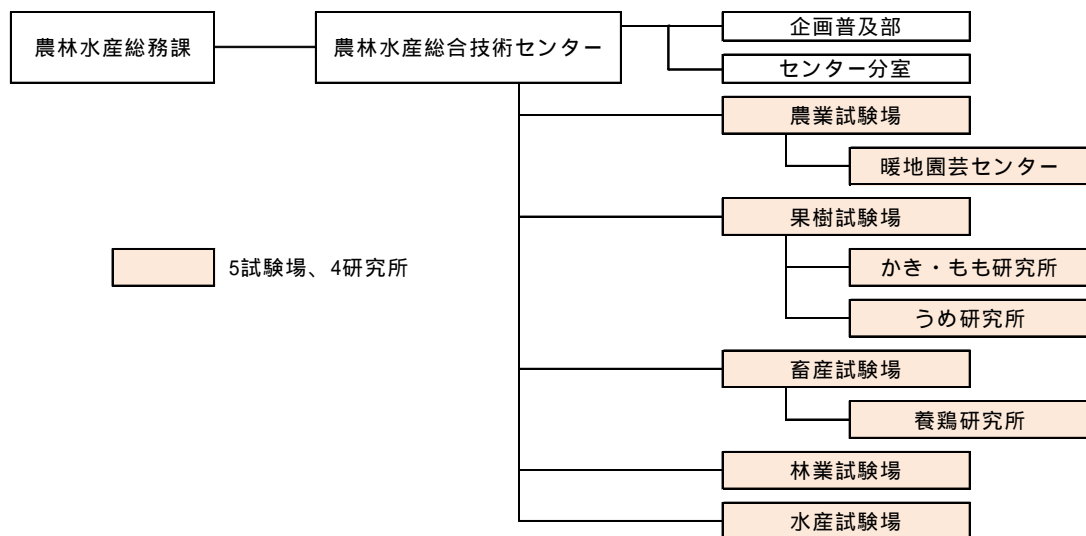 農林水産総務課
農林水産総合技術センター
企画普及部
センター分室
農業試験場
暖地園芸センター
果樹試験場
かき・もも研究所
うめ研究所
畜産試験場
養鶏研究所
林業試験場
水産試験場
5試験場、4研究所